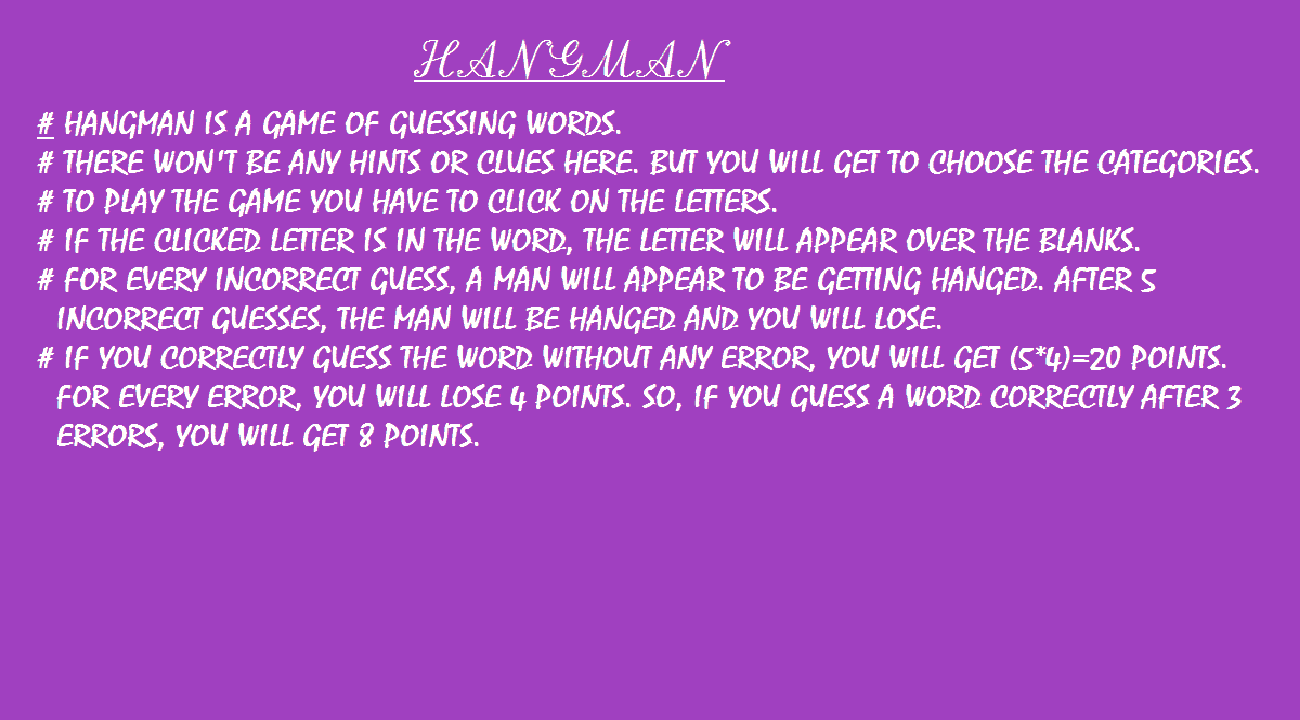 HANGMAN
# HANGMAN IS A GAME OF GUESSING WORDS.
# THERE WON'T BE ANY HINTS OR CLUES HERE. BUT YOU WILL GET TO CHOOSE THE CATEGORIES.
# TO PLAY THE GAME YOU HAVE TO CLICK ON THE LETTERS.
# IF THE CLICKED LETTER IS IN THE WORD, THE LETTER WILL APPEAR OVER THE BLANKS.
# FOR EVERY INCORRECT GUESS, A MAN WILL APPEAR TO BE GETTING HANGED. AFTER 5
INCORRECT GUESSES, THE MAN WILL BE HANGED AND YOU WILL LOSE.
# IF YOU CORRECTLY GUESS THE WORD WITHOUT ANY ERROR, YOU WILL GET (5*4)=20 POINTS.
FOR EVERY ERROR, YOU WILL LOSE 4 POINTS. SO, IF YOU GUESS A WORD CORRECTLY AFTER 3
ERRORS, YOU WILL GET 8 POINTS.